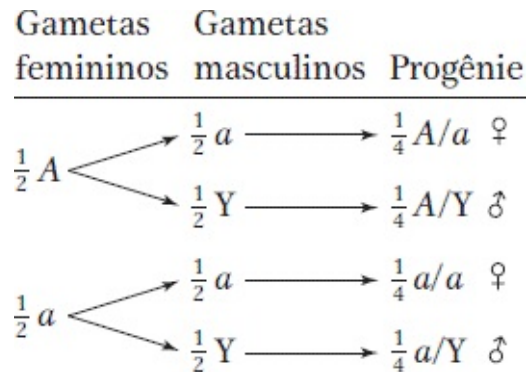 Gametas femininos Gametas masculinos Progênie
½ A ½ a ¼ A/a ♀
½ Y ¼ A/Y ♂
½ a ½ a ¼ a/a ♀
½ Y ¼ a/Y ♂